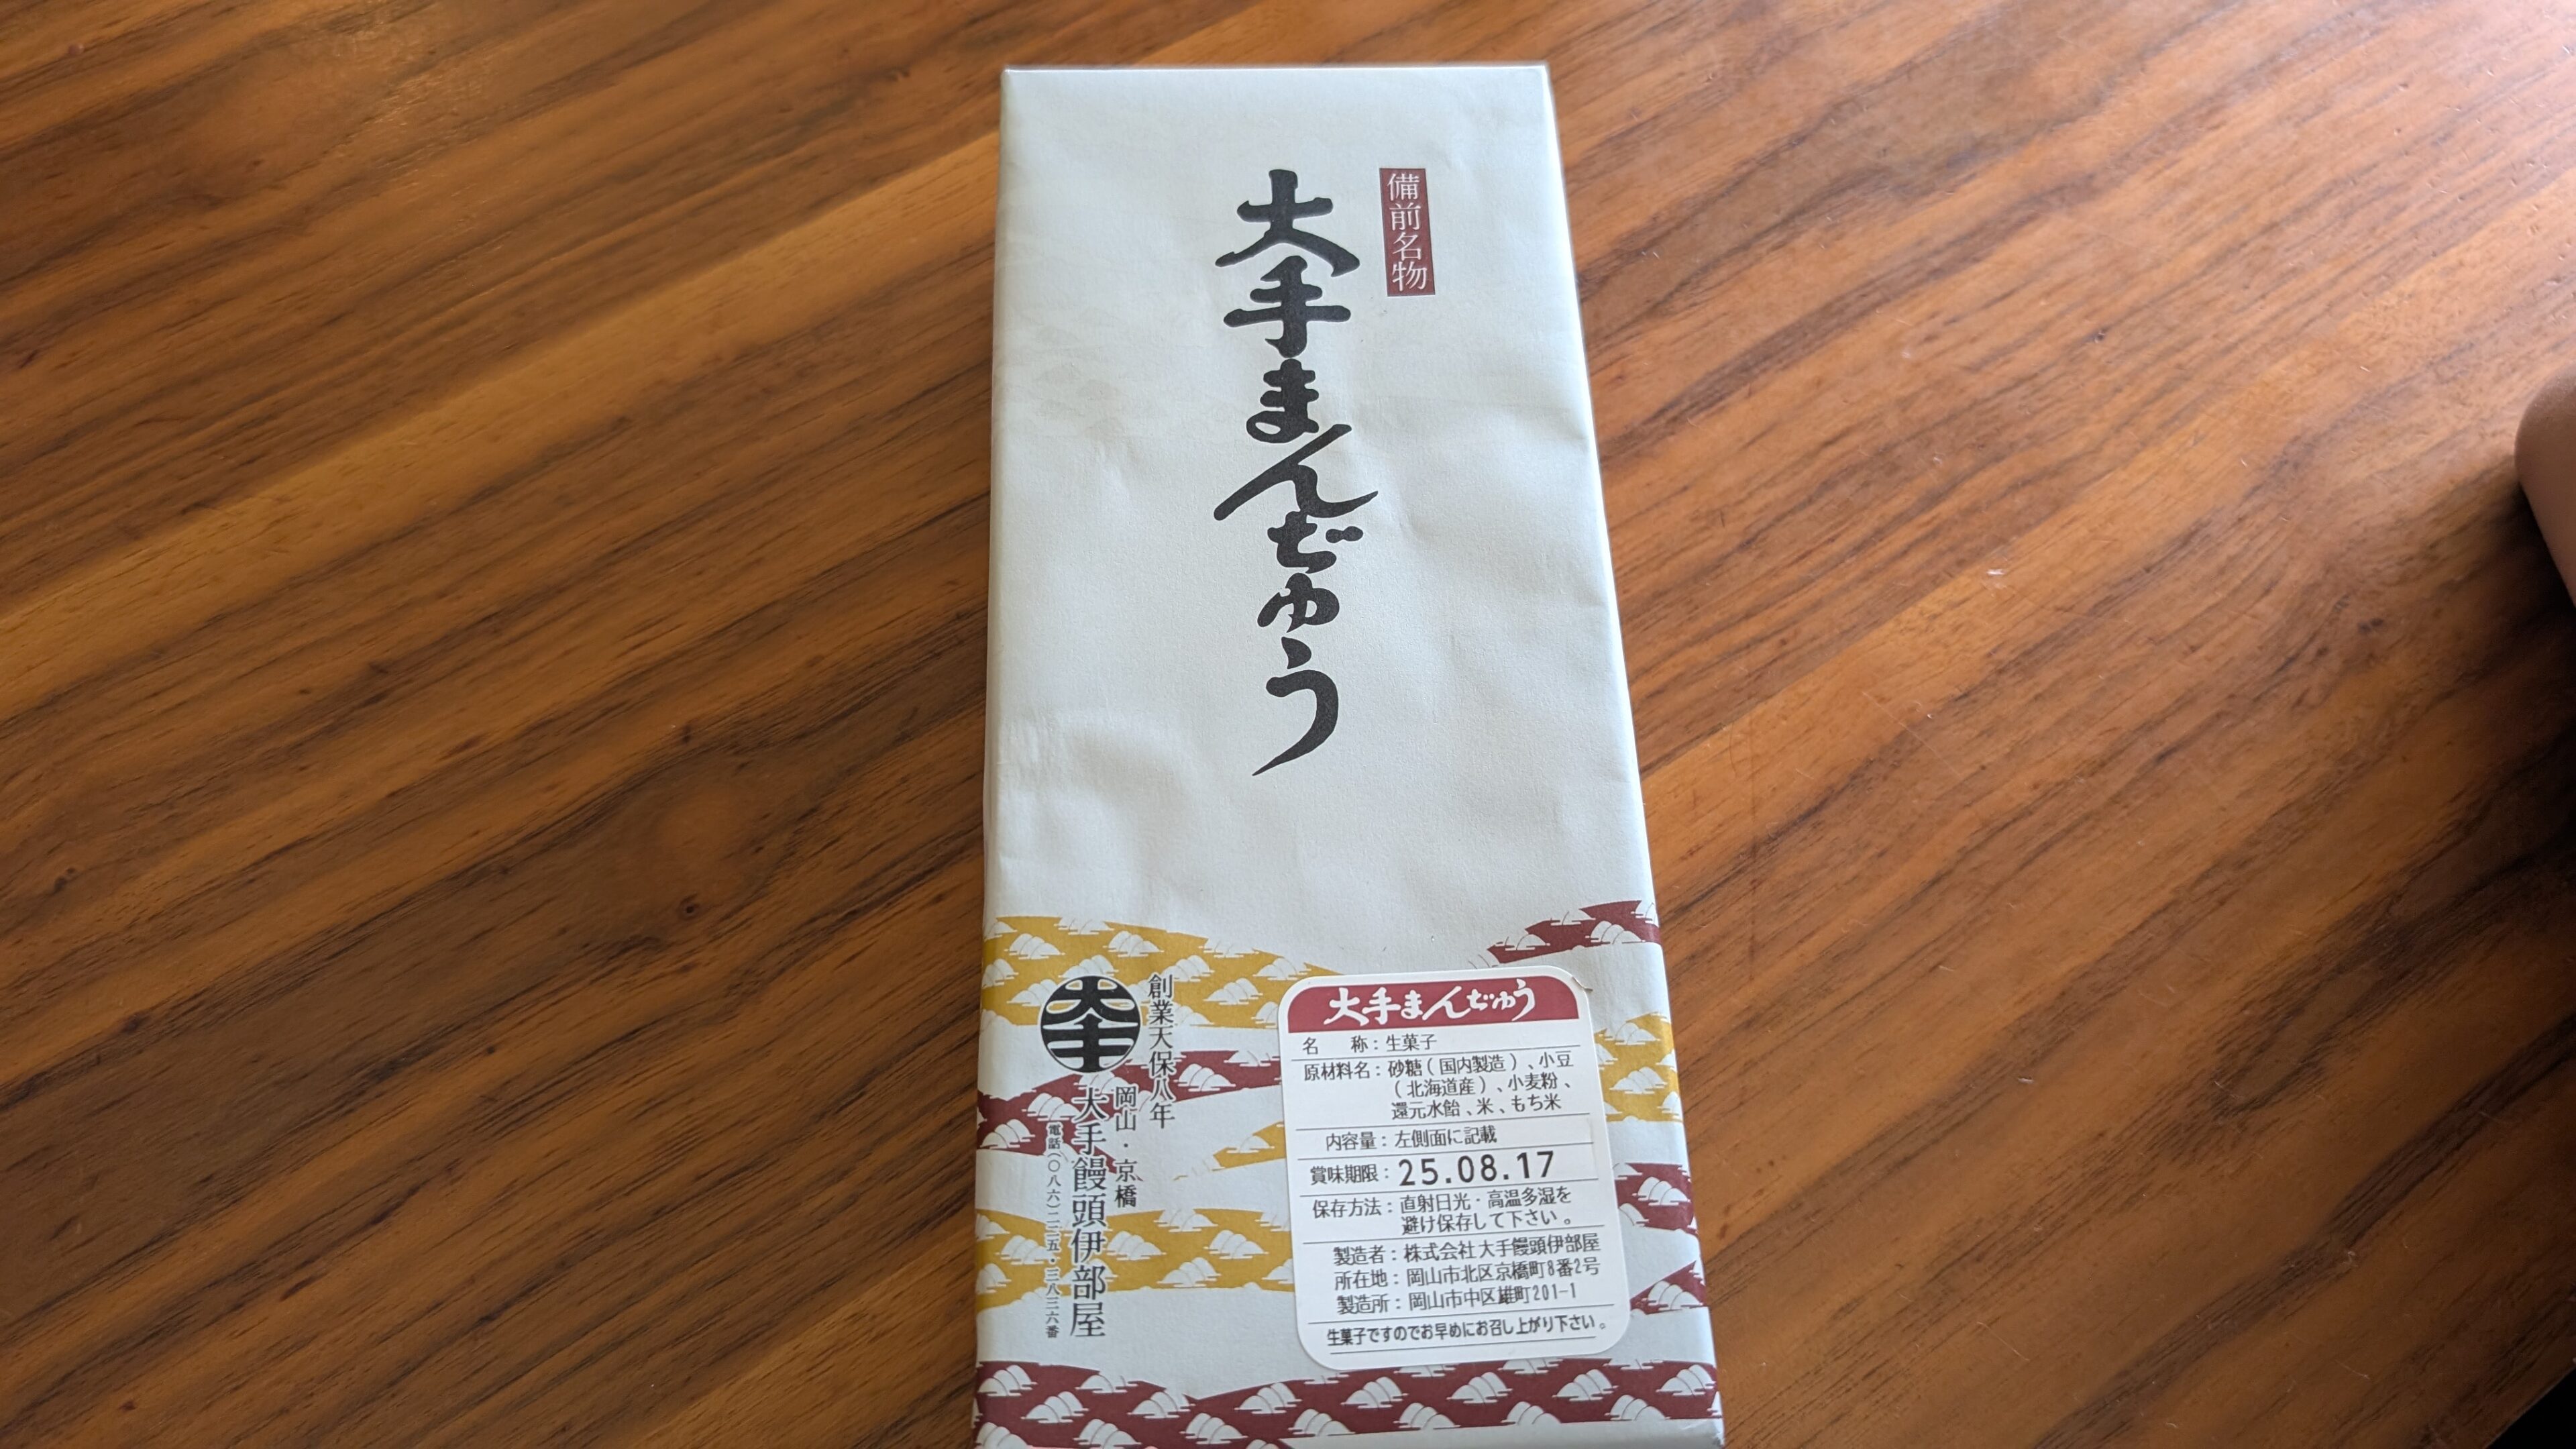 備前名物
大手まんぢゅう
創業天保八年
岡山・京橋
大手饅頭伊部屋
電話(〇八六)二二五・三八三六番
大手まんぢゅう
名　称：生菓子
原材料名：砂糖(国内製造)、小豆
(北海道産)、小麦粉、
還元水飴、米、もち米
内容量：左側面に記載
賞味期限：25.08.17
保存方法：直射日光・高温多湿を
避け保存して下さい。
製造者：株式会社大手饅頭伊部屋
所在地：岡山市北区京橋町8番2号
製造所：岡山市中区雄町201-1
生菓子ですのでお早めにお召し上がり下さい。